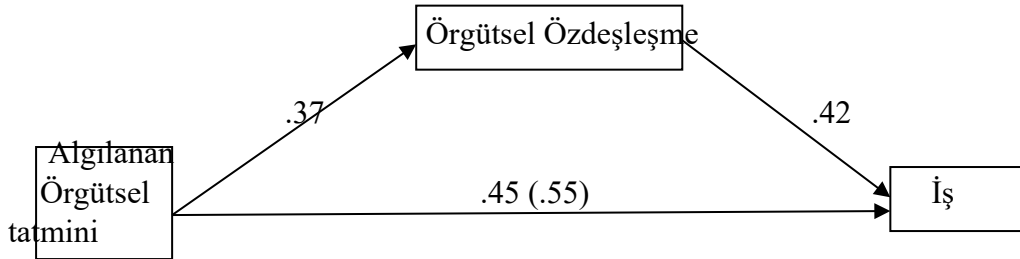 Örgütsel Özdeşleşme
.37
.42
Algılanan
Örgütsel
tatmini
.45 (.55)
İş